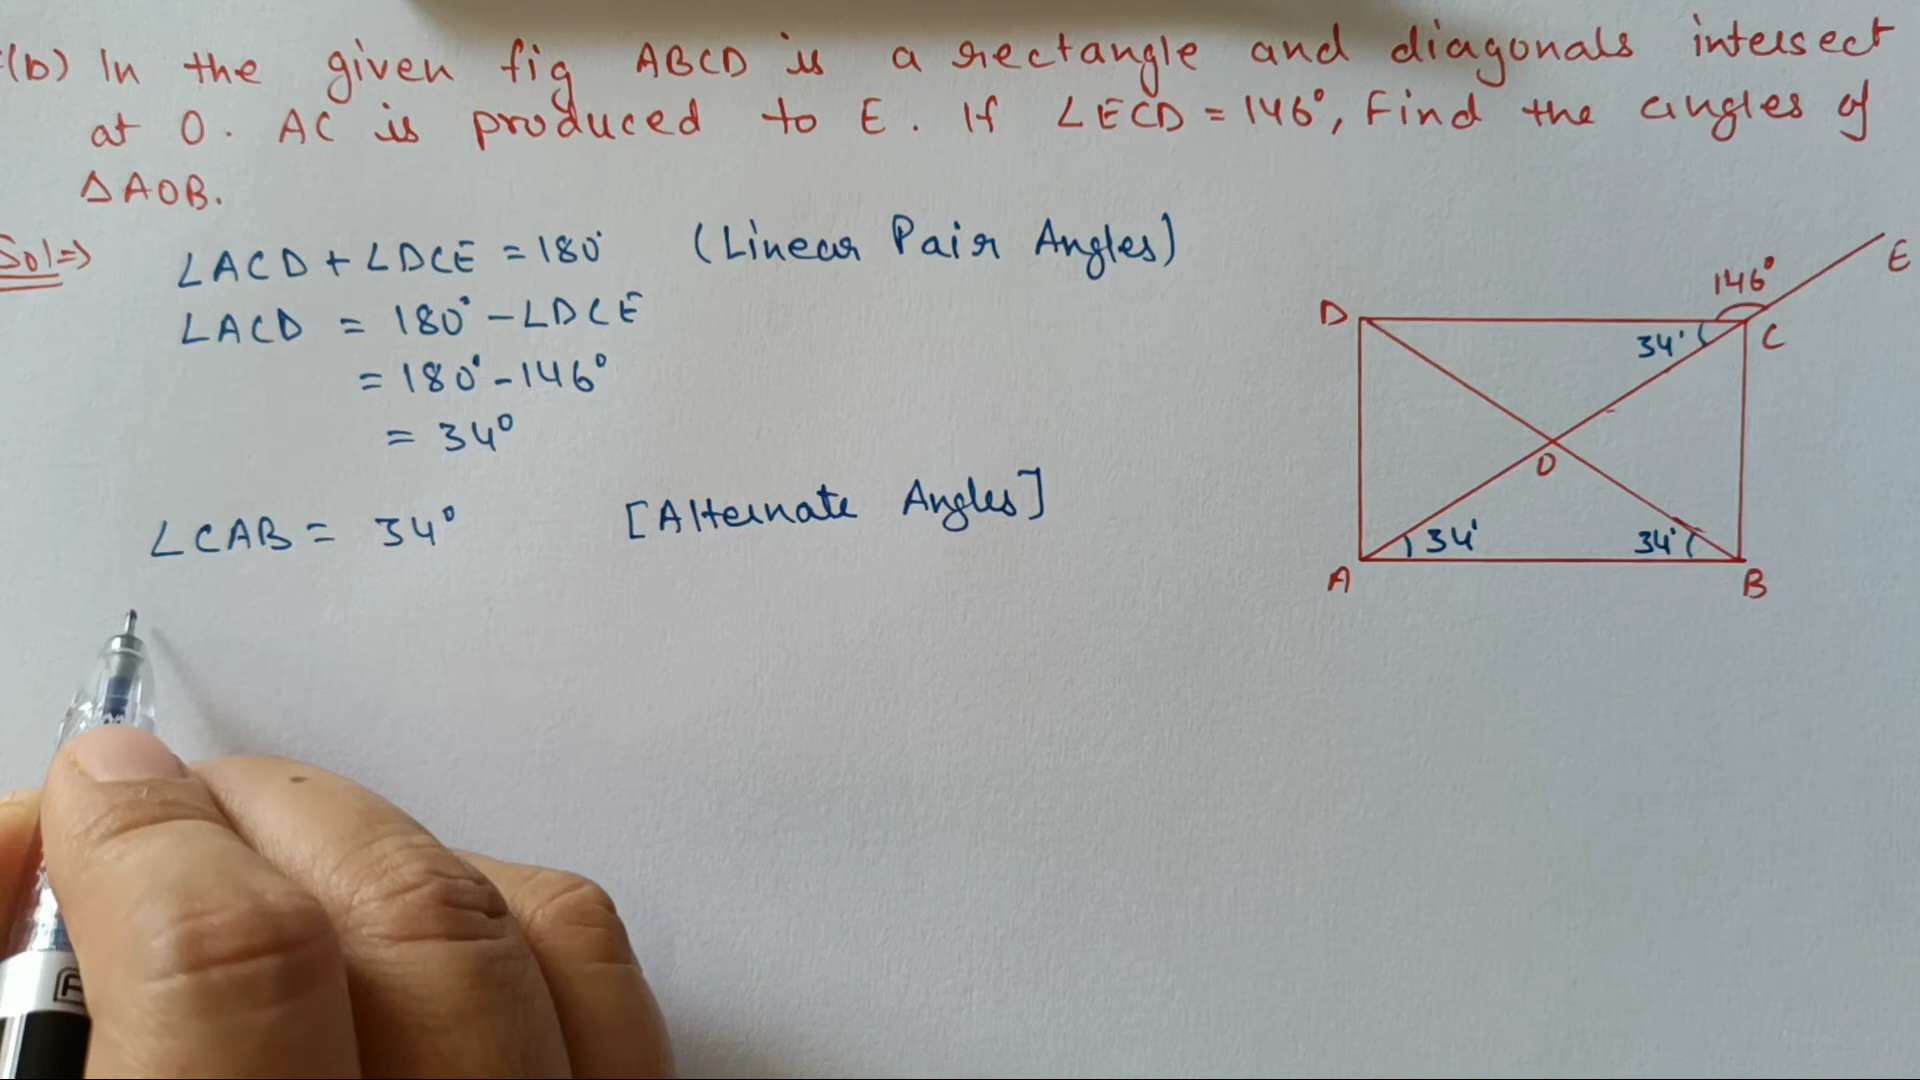 (b) In the given fig ABCD is a rectangle and diagonals intersect
at O. AC is produced to E. If ∠ECD = 146°, Find the angles of
△AOB.
Sol⇒ ∠ACD + ∠DCE = 180° (Linear Pair Angles)
∠ACD = 180° - ∠DCE
= 180° - 146°
= 34°
∠CAB = 34° [Alternate Angles]
E
146°
D
34°
C
O
34°
34°
A
B